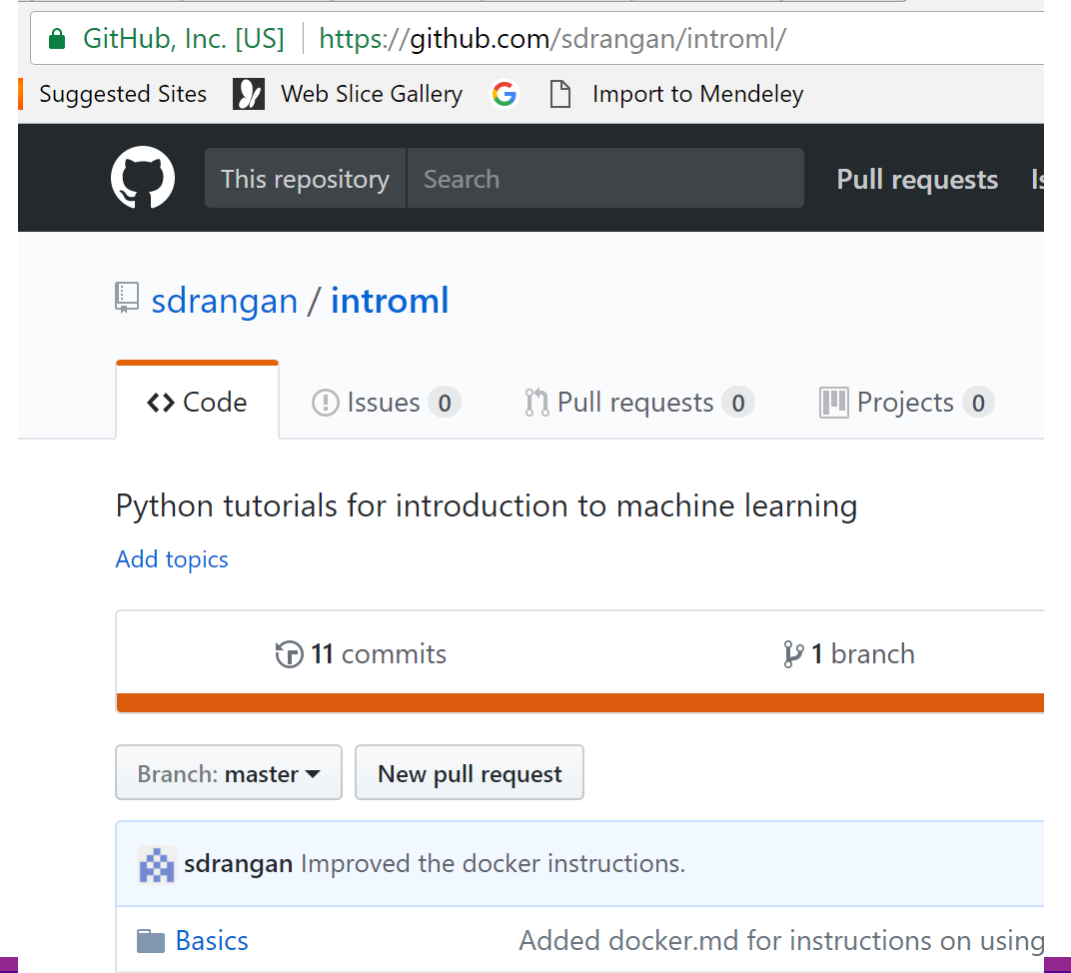 GitHub, Inc. [US] https://github.com/sdrangan/introml/
Suggested Sites Web Slice Gallery Import to Mendeley
This repository Search Pull requests
sdrangan / introml
Code Issues 0 Pull requests 0 Projects 0
Python tutorials for introduction to machine learning
Add topics
11 commits 1 branch
Branch: master New pull request
sdrangan Improved the docker instructions.
Basics Added docker.md for instructions on using